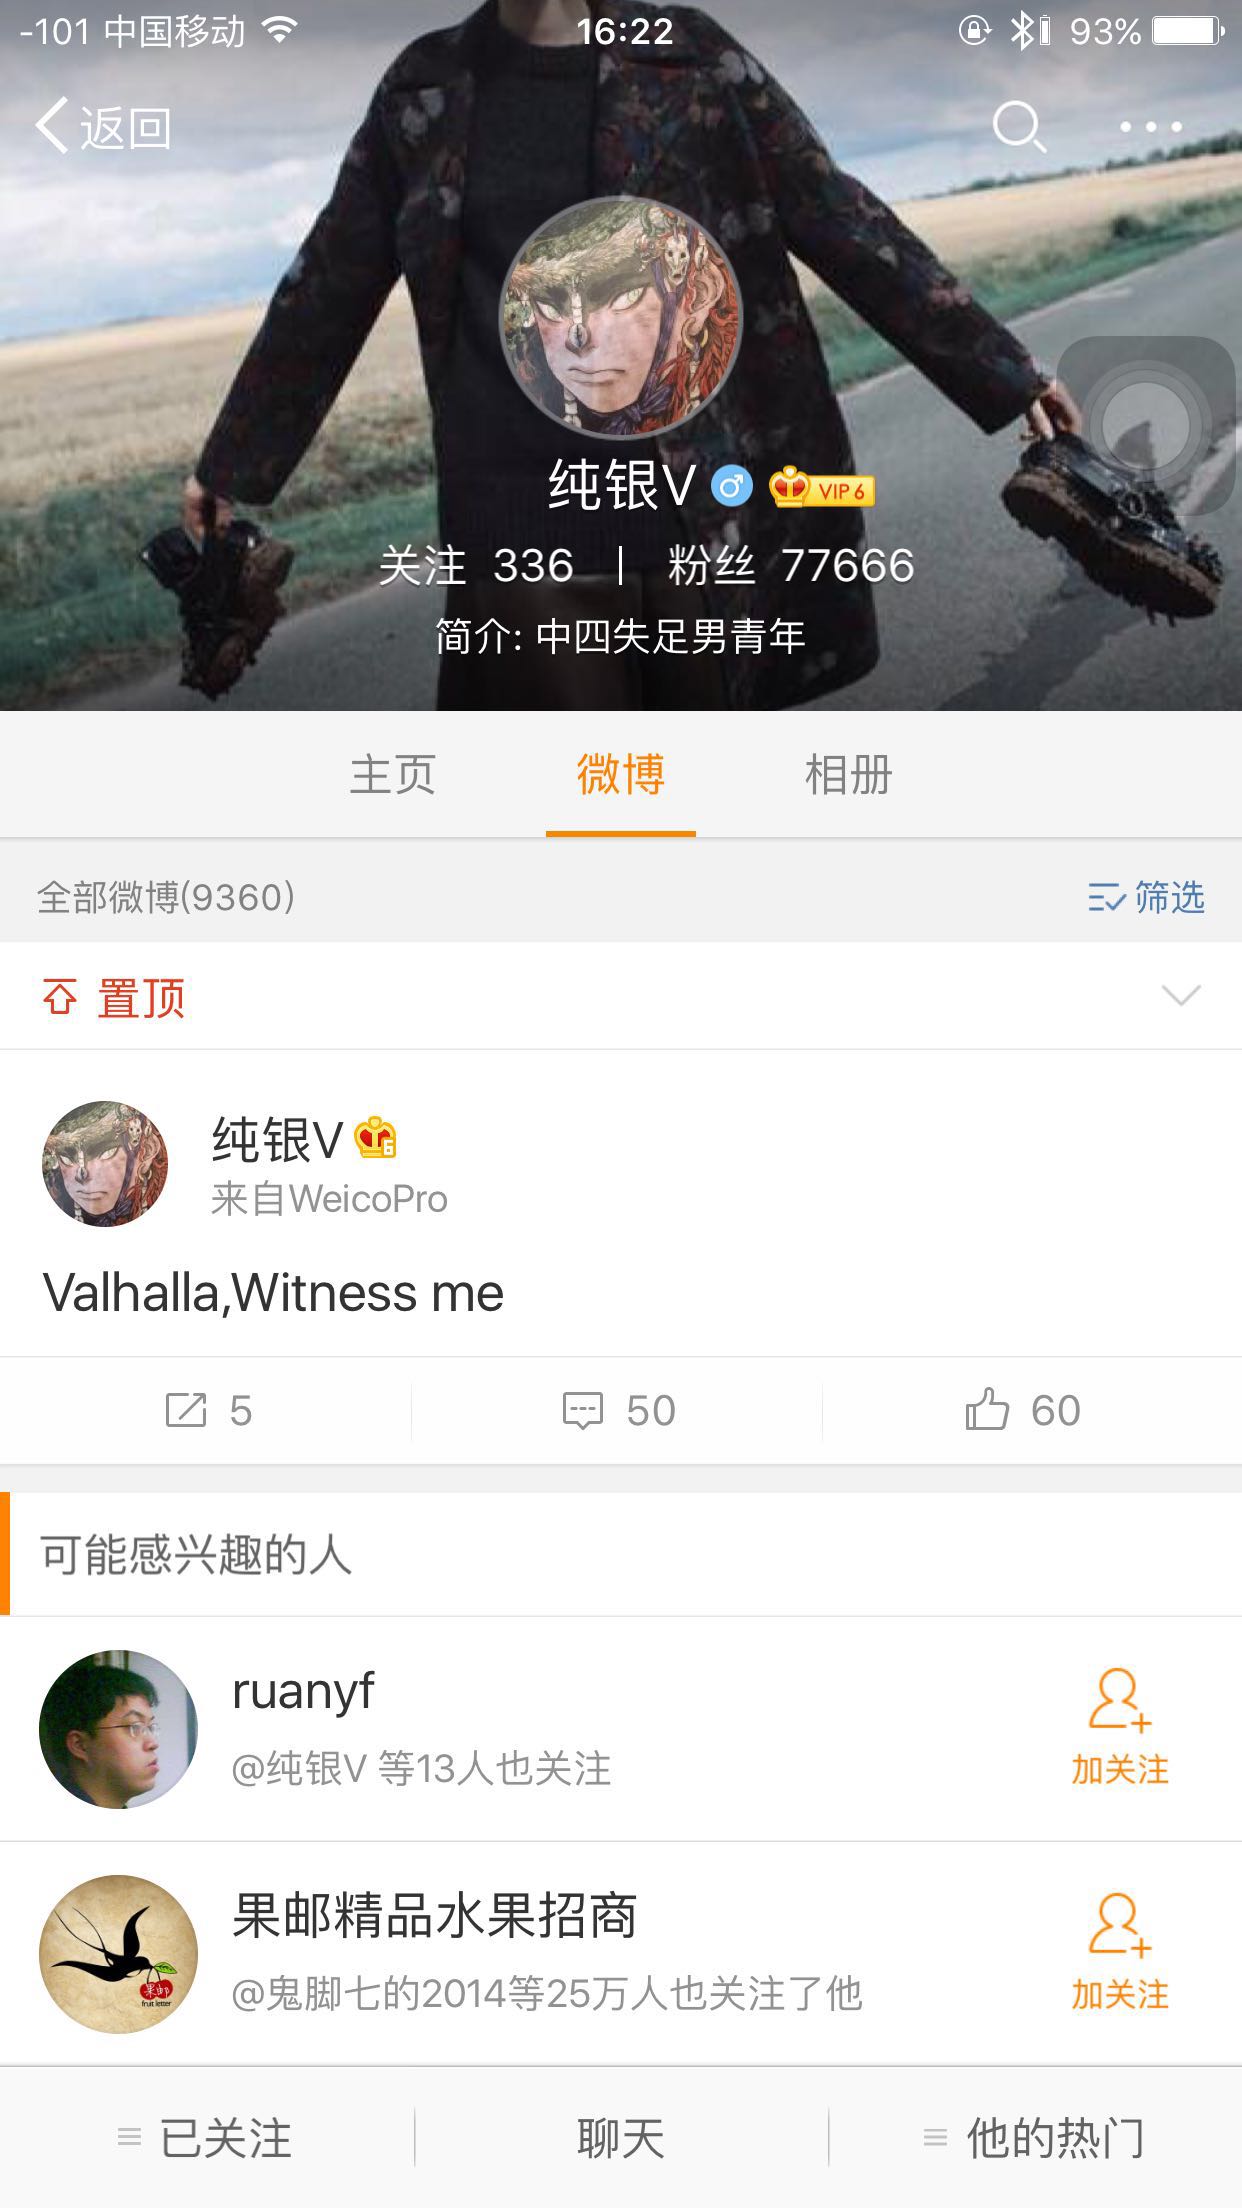 -101 中国移动 16:22 93%
返回
纯银V VIP 6
关注 336 | 粉丝 77666
简介: 中四失足男青年
主页 微博 相册
全部微博(9360) 筛选
置顶
纯银V 6
来自WeicoPro
Valhalla,Witness me
5 50 60
可能感兴趣的人
ruanyf
@纯银V 等13人也关注
加关注
果邮精品水果招商
@鬼脚七的2014等25万人也关注了他
加关注
果邮
fruit letter
已关注 聊天 他的热门